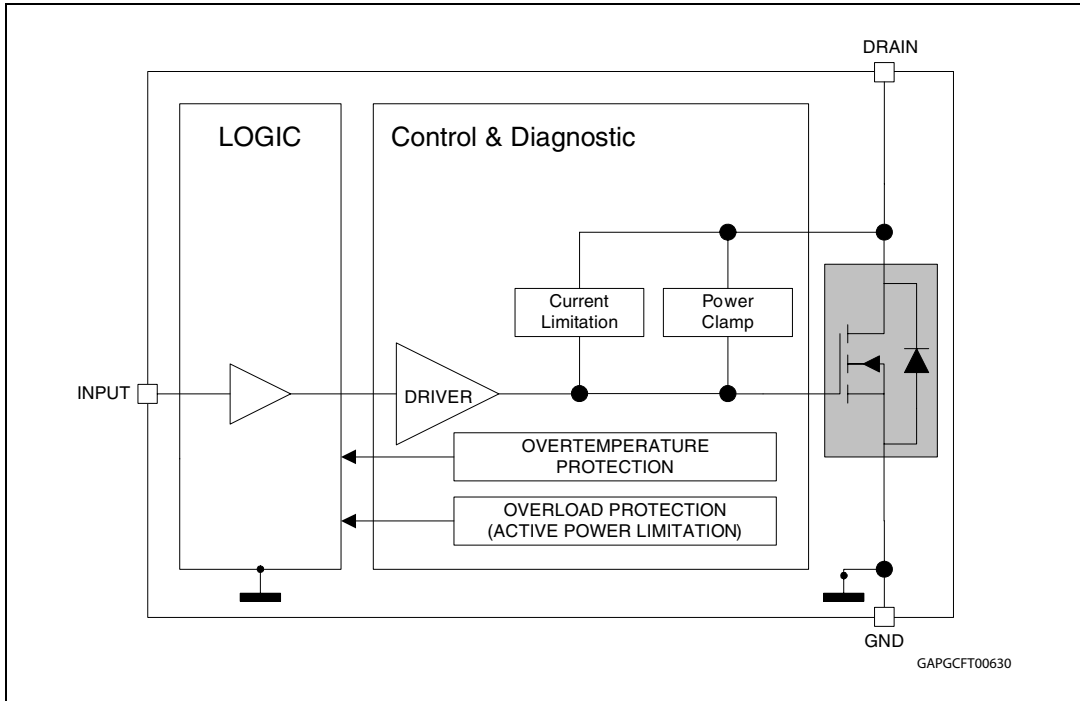 DRAIN
LOGIC
Control & Diagnostic
Current
Limitation
Power
Clamp
INPUT
DRIVER
OVERTEMPERATURE
PROTECTION
OVERLOAD PROTECTION
(ACTIVE POWER LIMITATION)
GND
GAPGCFT00630